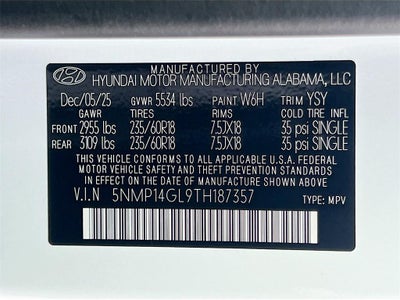 MANUFACTURED BY
HYUNDAI MOTOR MANUFACTURING ALABAMA, LLC
Dec/05/25 GVWR 5534 lbs PAINT W6H TRIM YSY
GAWR TIRES RIMS COLD TIRE INFL
FRONT 2955 lbs 235/60R18 7.5JX18 35 psi SINGLE
REAR 3109 lbs 235/60R18 7.5JX18 35 psi SINGLE
THIS VEHICLE CONFORMS TO ALL APPLICABLE U.S.A. FEDERAL
MOTOR VEHICLE SAFETY AND THEFT PREVENTION STANDARDS
IN EFFECT ON THE DATE OF MANUFACTURE SHOWN ABOVE.
V.I.N 5NMP14GL9TH187357 TYPE: MPV